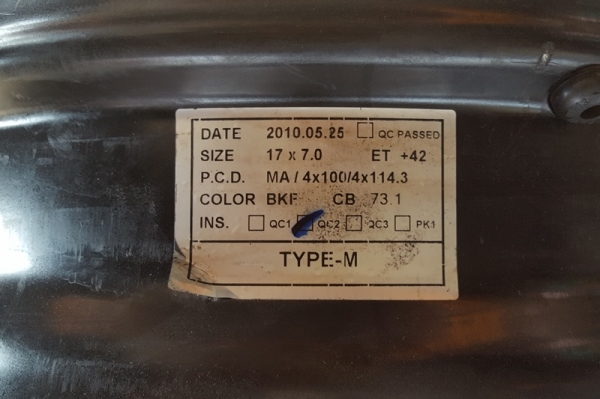 DATE 2010.05.25 QC PASSED
SIZE 17 x 7.0 ET +42
P.C.D. MA / 4x100/4x114.3
COLOR BKF CB 73.1
INS. QC1 QC2 QC3 PK1
TYPE-M